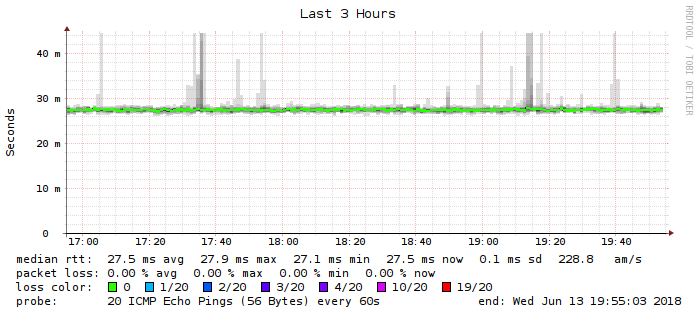 Last 3 Hours
RRDTOOL / TOBI OETIKER
Seconds
40 m
30 m
20 m
10 m
0
17:00 17:20 17:40 18:00 18:20 18:40 19:00 19:20 19:40
median rtt: 27.5 ms avg 27.9 ms max 27.1 ms min 27.5 ms now 0.1 ms sd 228.8 am/s
packet loss: 0.00 % avg 0.00 % max 0.00 % min 0.00 % now
loss color: 0 1/20 2/20 3/20 4/20 10/20 19/20
probe: 20 ICMP Echo Pings (56 Bytes) every 60s end: Wed Jun 13 19:55:03 2018